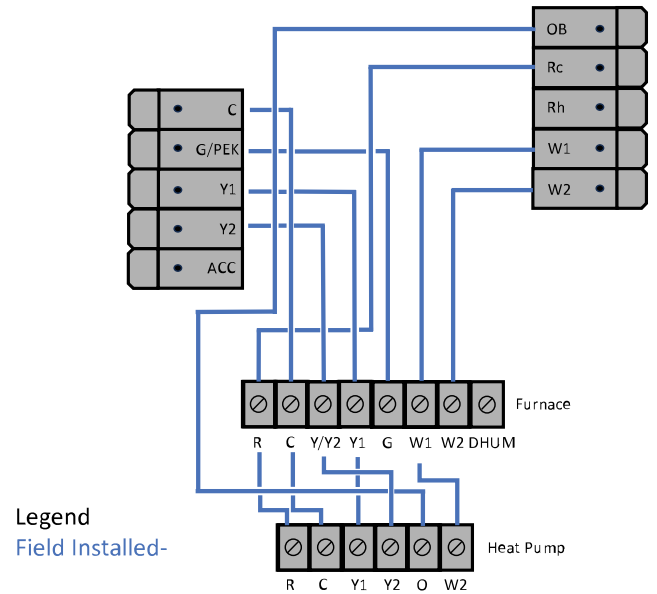 OB
Rc
Rh
W1
W2
C
G/PEK
Y1
Y2
ACC
Furnace
R C Y/Y2 Y1 G W1 W2 DHUM
Legend
Field Installed-
Heat Pump
R C Y1 Y2 O W2